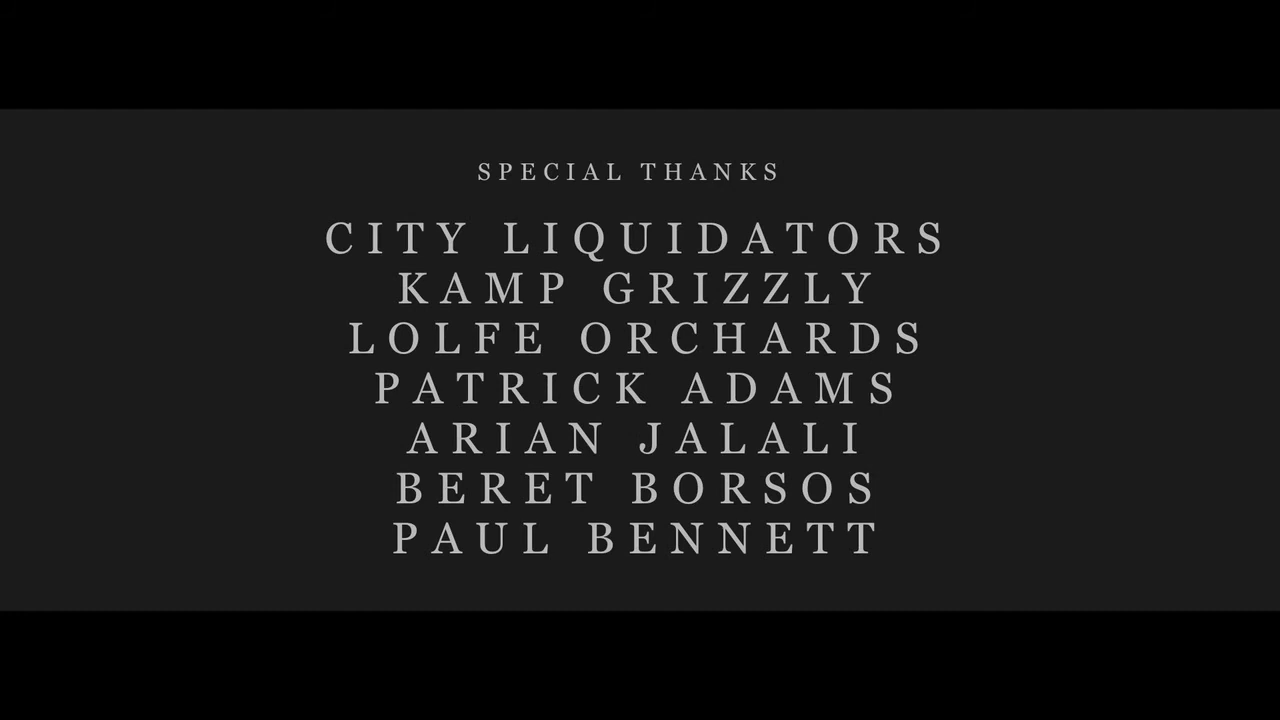 SPECIAL THANKS
CITY LIQUIDATORS
KAMP GRIZZLY
LOLFE ORCHARDS
PATRICK ADAMS
ARIAN JALALI
BERET BORSOS
PAUL BENNETT